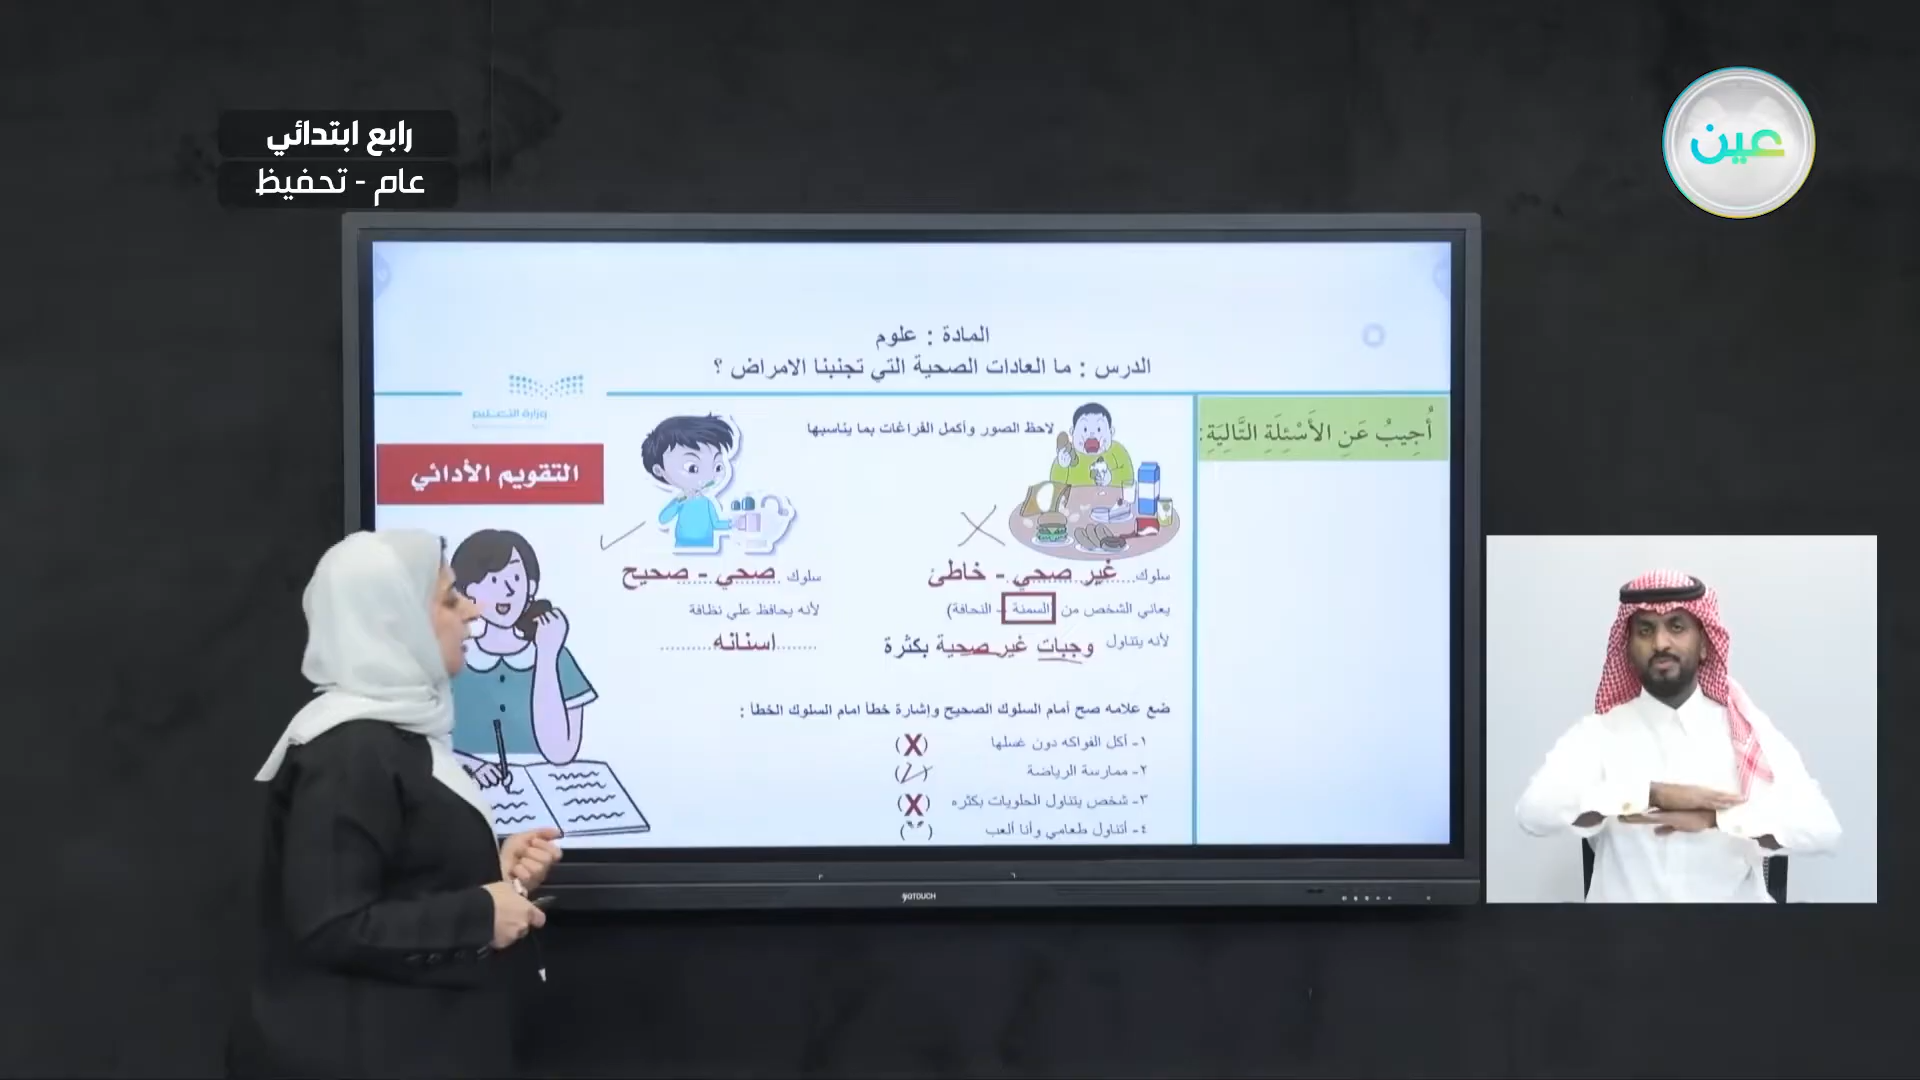 رابع ابتدائي
عام - تحفيظ
عين
المادة : علوم
الدرس : ما العادات الصحية التي تجنبنا الامراض ؟
وزارة التعليم
أُجِيبُ عَنِ الأَسْئِلَةِ التَّالِيَةِ:
لاحظ الصور وأكمل الفراغات بما يناسبها
التقويم الأدائي
سلوك......غير صحي - خاطئ
يعاني الشخص من (السمنة - النحافة)
لأنه يتناول وجبات غير صحية بكثرة
سلوك ......صحي - صحيح
لأنه يحافظ علي نظافة
........اسنانه..........
ضع علامه صح أمام السلوك الصحيح وإشارة خطأ امام السلوك الخطأ :
١- أكل الفواكه دون غسلها (X)
٢- ممارسة الرياضة (✓)
٣- شخص يتناول الحلويات بكثره (X)
٤- أتناول طعامي وأنا ألعب ( )
IQTOUCH